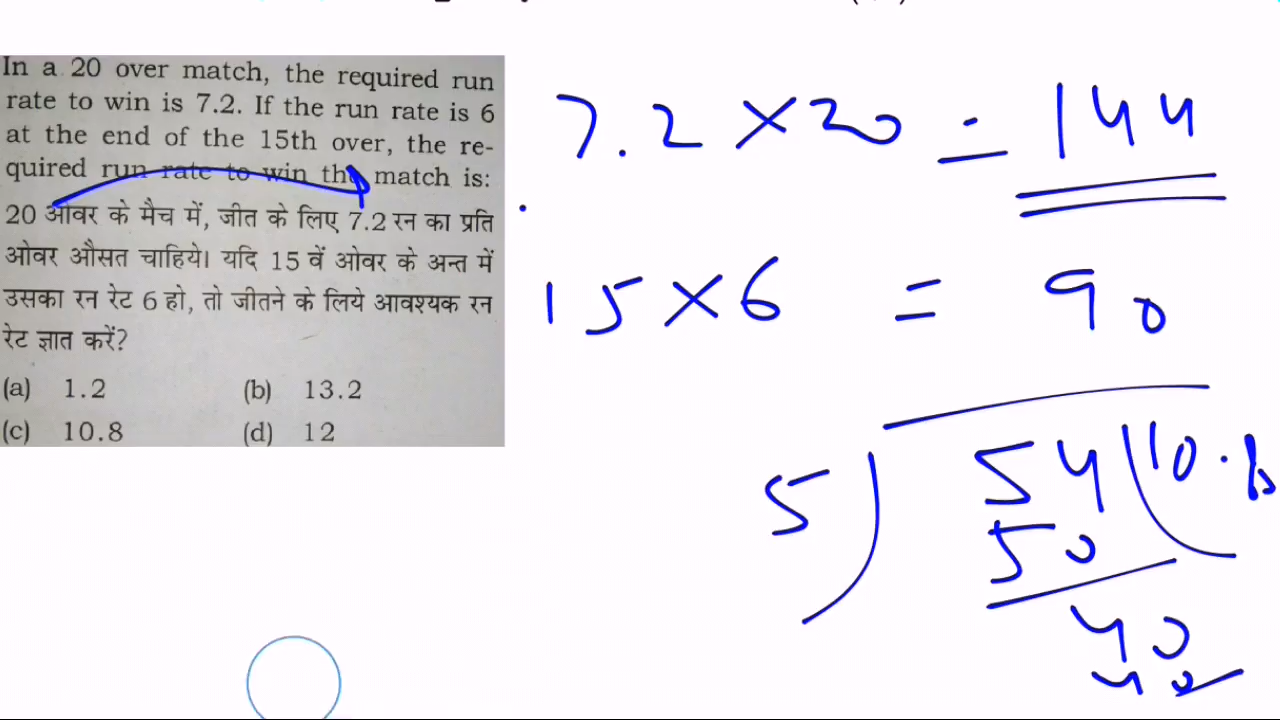 In a 20 over match, the required run
rate to win is 7.2. If the run rate is 6
at the end of the 15th over, the re-
quired run rate to win the match is:
20 ओवर के मैच में, जीत के लिए 7.2 रन का प्रति
ओवर औसत चाहिये। यदि 15 वें ओवर के अन्त में
उसका रन रेट 6 हो, तो जीतने के लिये आवश्यक रन
रेट ज्ञात करें?
(a) 1.2 (b) 13.2
(c) 10.8 (d) 12
7.2 × 20 = 144
15 × 6 = 90
5) 54 (10.8
50
40
40